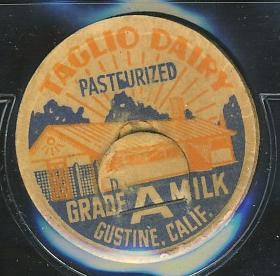 TAGLIO DAIRY
PASTEURIZED
GRADE A MILK
GUSTINE, CALIF.